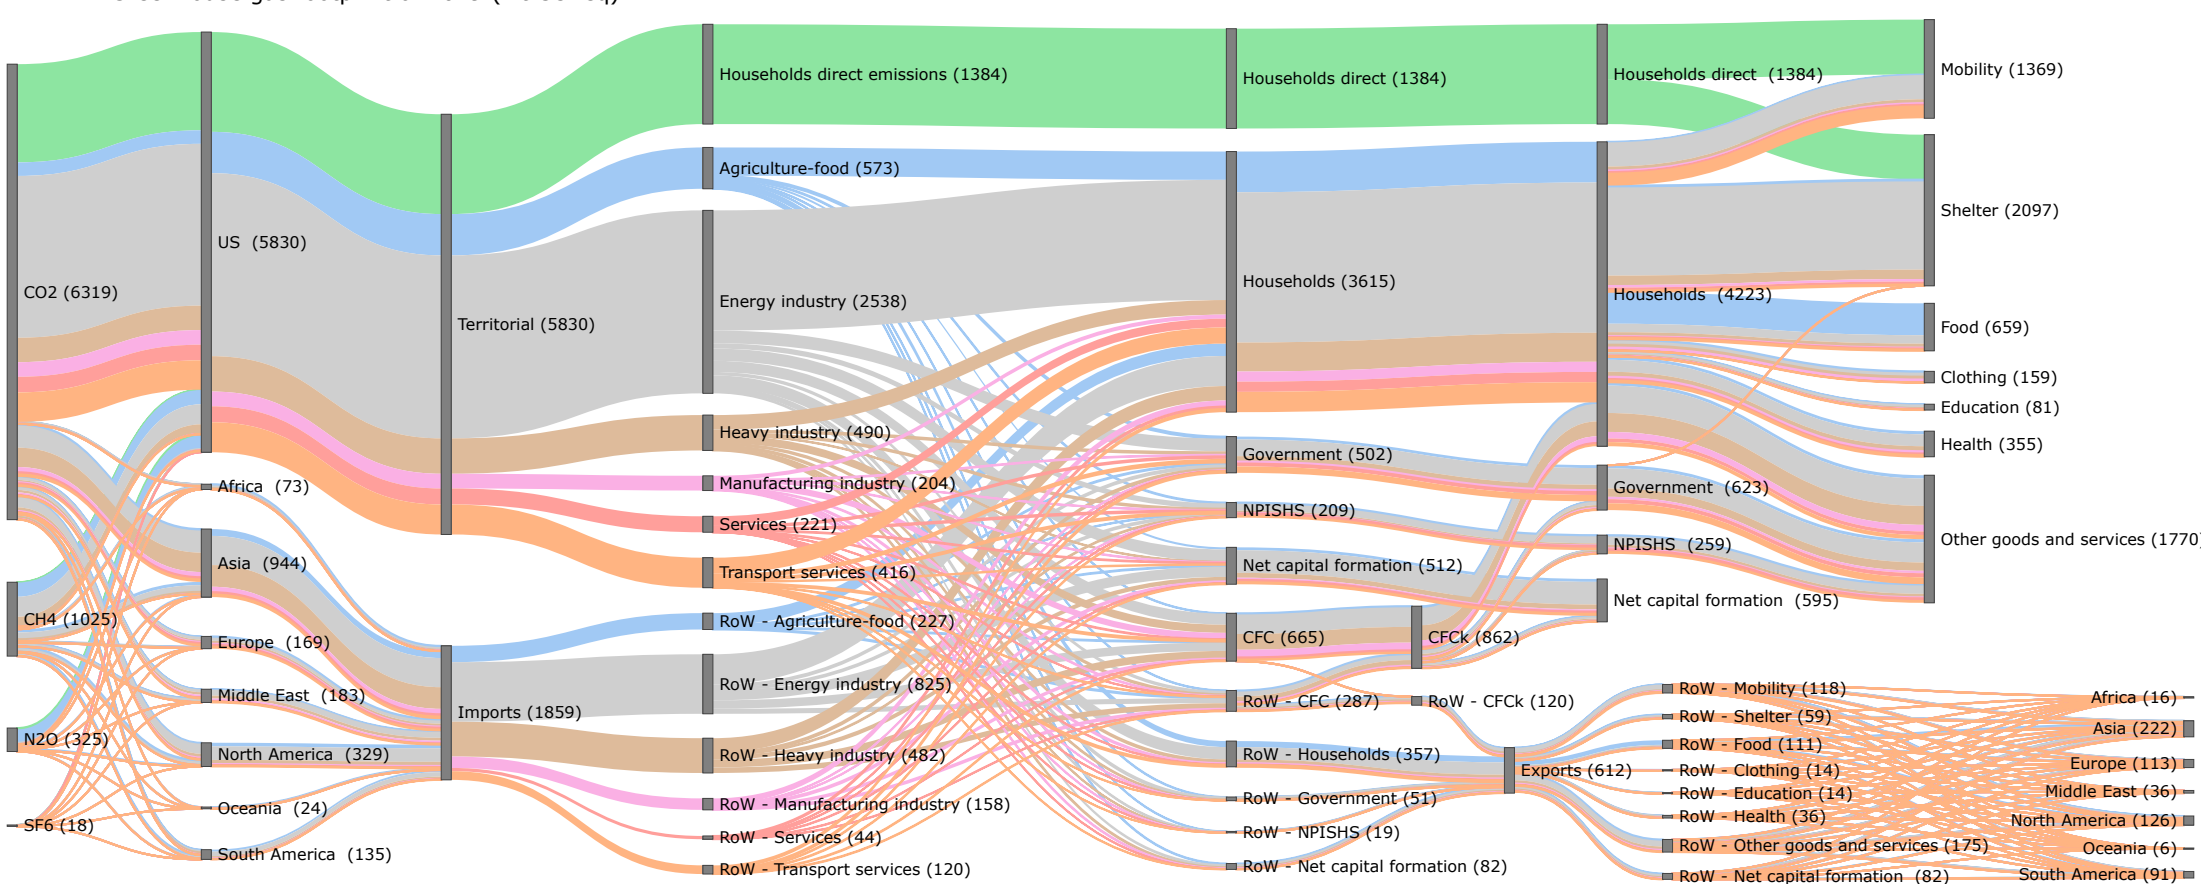 CO2 (6319)
CH4 (1025)
N2O (325)
SF6 (18)
US (5830)
Africa (73)
Asia (944)
Europe (169)
Middle East (183)
North America (329)
Oceania (24)
South America (135)
Territorial (5830)
Imports (1859)
Households direct emissions (1384)
Agriculture-food (573)
Energy industry (2538)
Heavy industry (490)
Manufacturing industry (204)
Services (221)
Transport services (416)
RoW - Agriculture-food (227)
RoW - Energy industry (825)
RoW - Heavy industry (482)
RoW - Manufacturing industry (158)
RoW - Services (44)
RoW - Transport services (120)
Households direct (1384)
Households (3615)
Government (502)
NPISHS (209)
Net capital formation (512)
CFC (665)
RoW - CFC (287)
RoW - Households (357)
RoW - Government (51)
RoW - NPISHS (19)
RoW - Net capital formation (82)
CFCk (862)
RoW - CFCk (120)
Exports (612)
Households direct (1384)
Households (4223)
Government (623)
NPISHS (259)
Net capital formation (595)
RoW - Mobility (118)
RoW - Shelter (59)
RoW - Food (111)
RoW - Clothing (14)
RoW - Education (14)
RoW - Health (36)
RoW - Other goods and services (175)
RoW - Net capital formation (82)
Mobility (1369)
Shelter (2097)
Food (659)
Clothing (159)
Education (81)
Health (355)
Other goods and services (1770)
Africa (16)
Asia (222)
Europe (113)
Middle East (36)
North America (126)
Oceania (6)
South America (91)